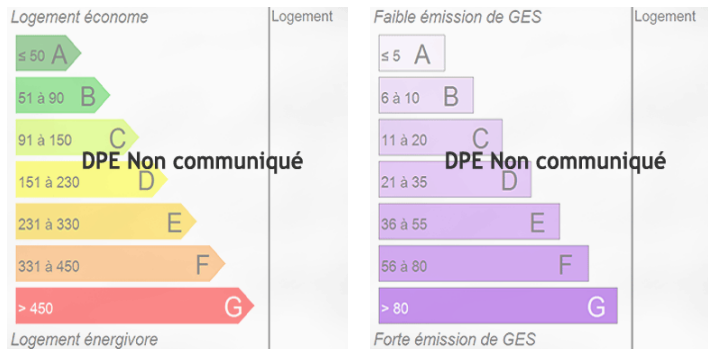 Logement économe
Logement
≤ 50 A
51 à 90 B
91 à 150 C
DPE Non communiqué
151 à 230 D
231 à 330 E
331 à 450 F
> 450 G
Logement énergivore
Faible émission de GES
Logement
≤ 5 A
6 à 10 B
11 à 20 C
DPE Non communiqué
21 à 35 D
36 à 55 E
56 à 80 F
> 80 G
Forte émission de GES